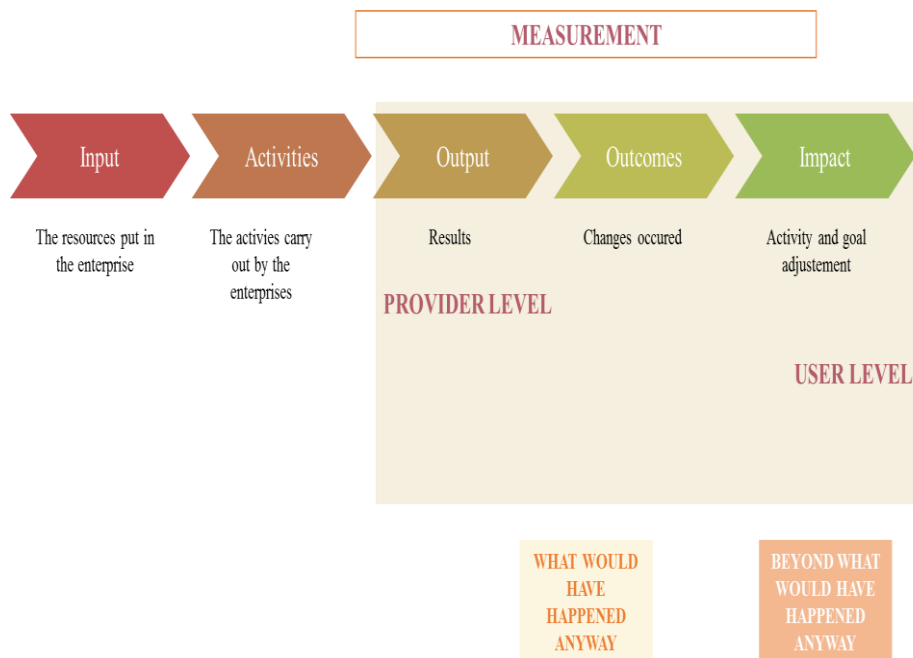 MEASUREMENT
Input
Activities
Output
Outcomes
Impact
The resources put in
the enterprise
The activies carry
out by the
enterprises
Results
Changes occured
Activity and goal
adjustement
PROVIDER LEVEL
USER LEVEL
WHAT WOULD
HAVE
HAPPENED
ANYWAY
BEYOND WHAT
WOULD HAVE
HAPPENED
ANYWAY